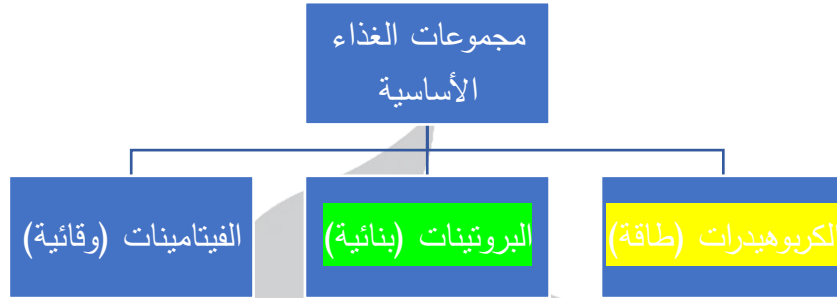 مجموعات الغذاء
الأساسية
الكربوهيدرات (طاقة)
البروتينات (بنائية)
الفيتامينات (وقائية)